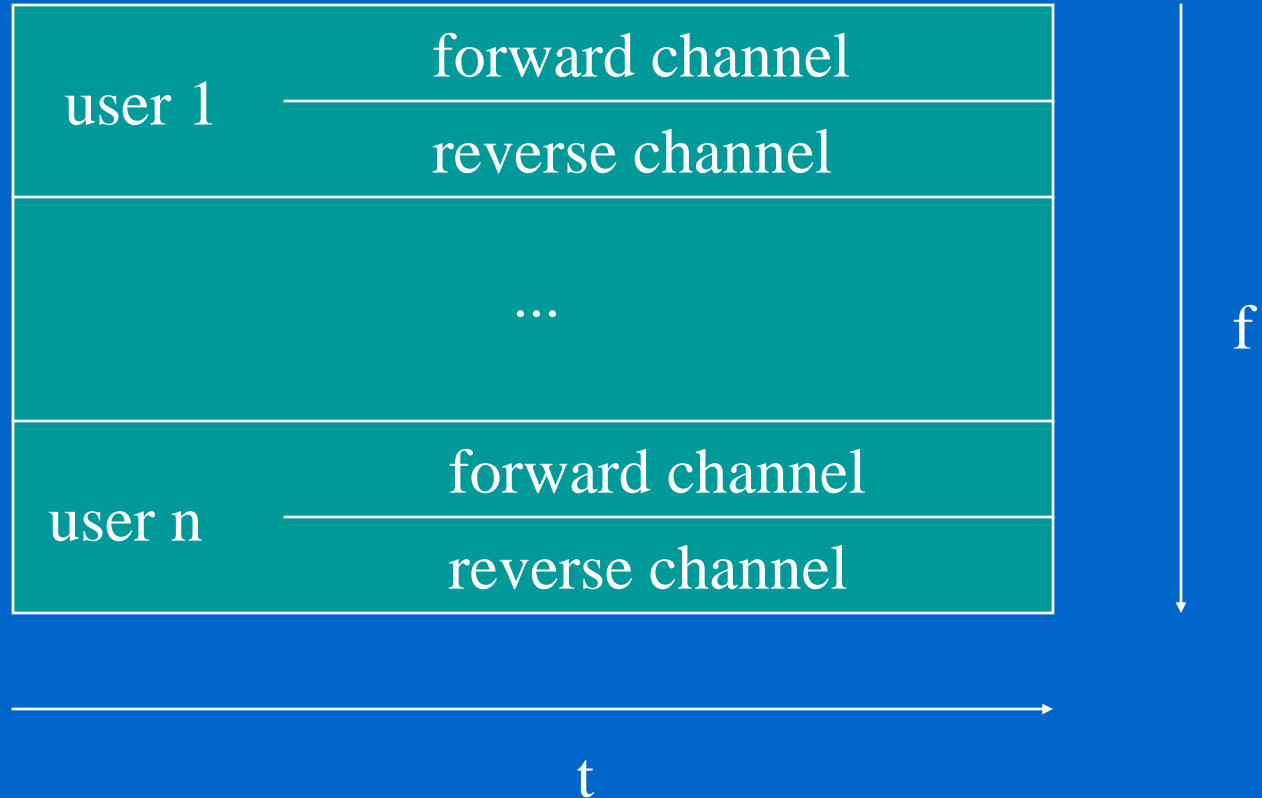 forward channel
user 1
reverse channel
...
f
forward channel
user n
reverse channel
t